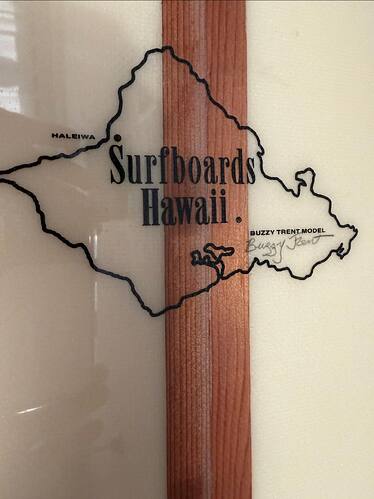 HALEIWA
Surfboards
Hawaii .
BUZZY TRENT MODEL
Buzzy Trent